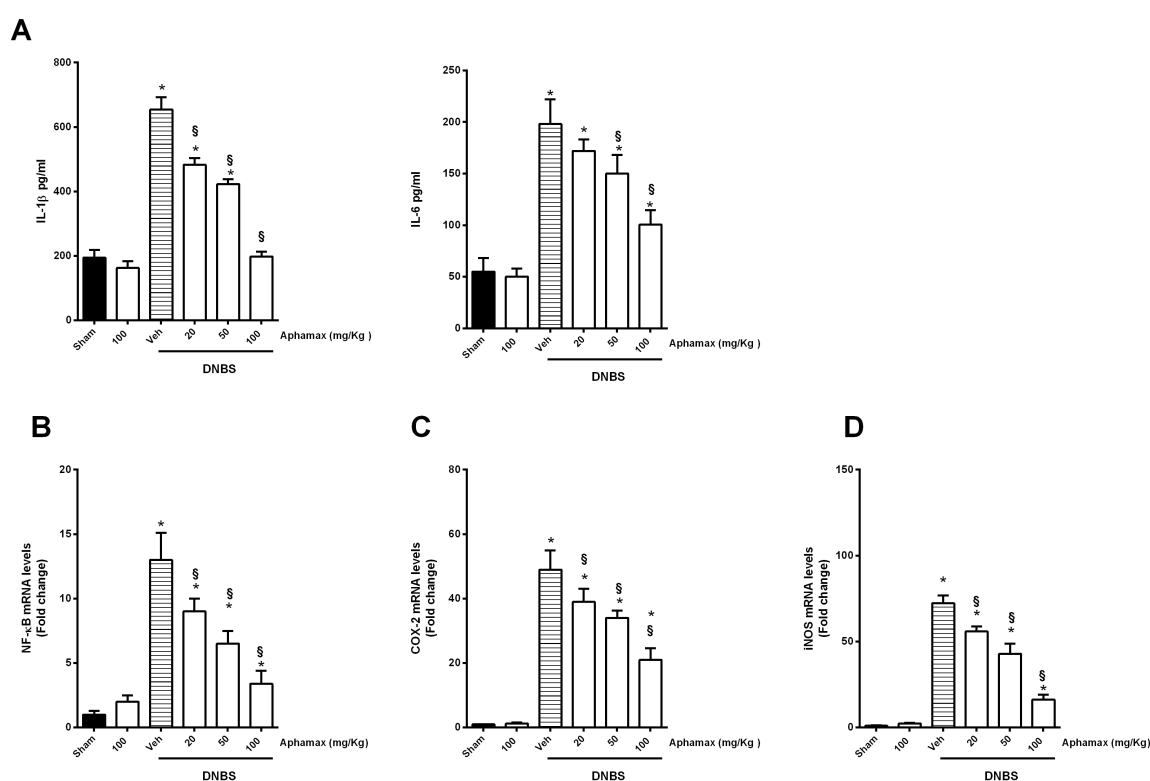 A
800
600
400
200
0
IL-1β pg/ml
*
§
*
§
*
§
Sham
100
Veh
20
50
100
Aphamax (mg/Kg )
DNBS
250
200
150
100
50
0
IL-6 pg/ml
*
*
§
*
§
*
Sham
100
Veh
20
50
100
Aphamax (mg/Kg )
DNBS
B
20
15
10
5
0
NF-κB mRNA levels
(Fold change)
*
§
*
§
*
§
*
Sham
100
Veh
20
50
100
Aphamax (mg/Kg)
DNBS
C
80
60
40
20
0
COX-2 mRNA levels
(Fold change)
*
§
*
§
*
*
§
Sham
100
Veh
20
50
100
Aphamax (mg/Kg )
DNBS
D
150
100
50
0
iNOS mRNA levels
(Fold change)
*
§
*
§
*
§
*
Sham
100
Veh
20
50
100
Aphamax (mg/Kg)
DNBS